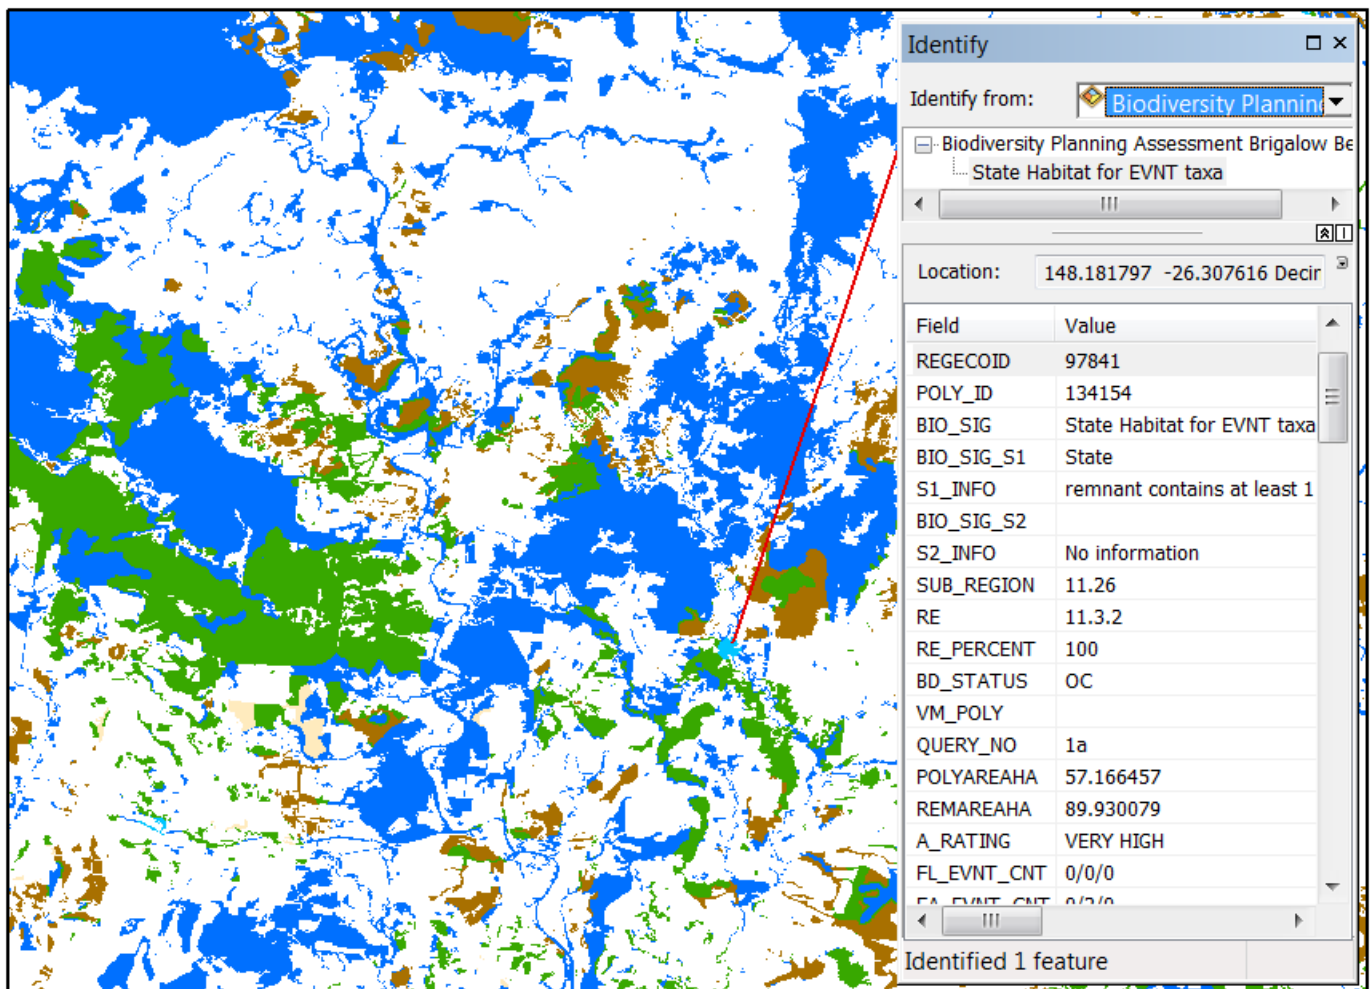 Identify
Identify from: Biodiversity Planning
Biodiversity Planning Assessment Brigalow Be
State Habitat for EVNT taxa
Location: 148.181797 -26.307616 Decir
Field Value
REGECOID 97841
POLY_ID 134154
BIO_SIG State Habitat for EVNT taxa
BIO_SIG_S1 State
S1_INFO remnant contains at least 1
BIO_SIG_S2
S2_INFO No information
SUB_REGION 11.26
RE 11.3.2
RE_PERCENT 100
BD_STATUS OC
VM_POLY
QUERY_NO 1a
POLYAREAHA 57.166457
REMAREAHA 89.930079
A_RATING VERY HIGH
FL_EVNT_CNT 0/0/0
Identified 1 feature